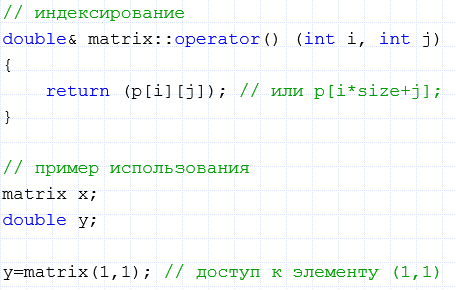 // индексирование
double& matrix::operator() (int i, int j)
{
    return (p[i][j]); // или p[i*size+j];
}
// пример использования
matrix x;
double y;
y=matrix(1,1); // доступ к элементу (1,1)